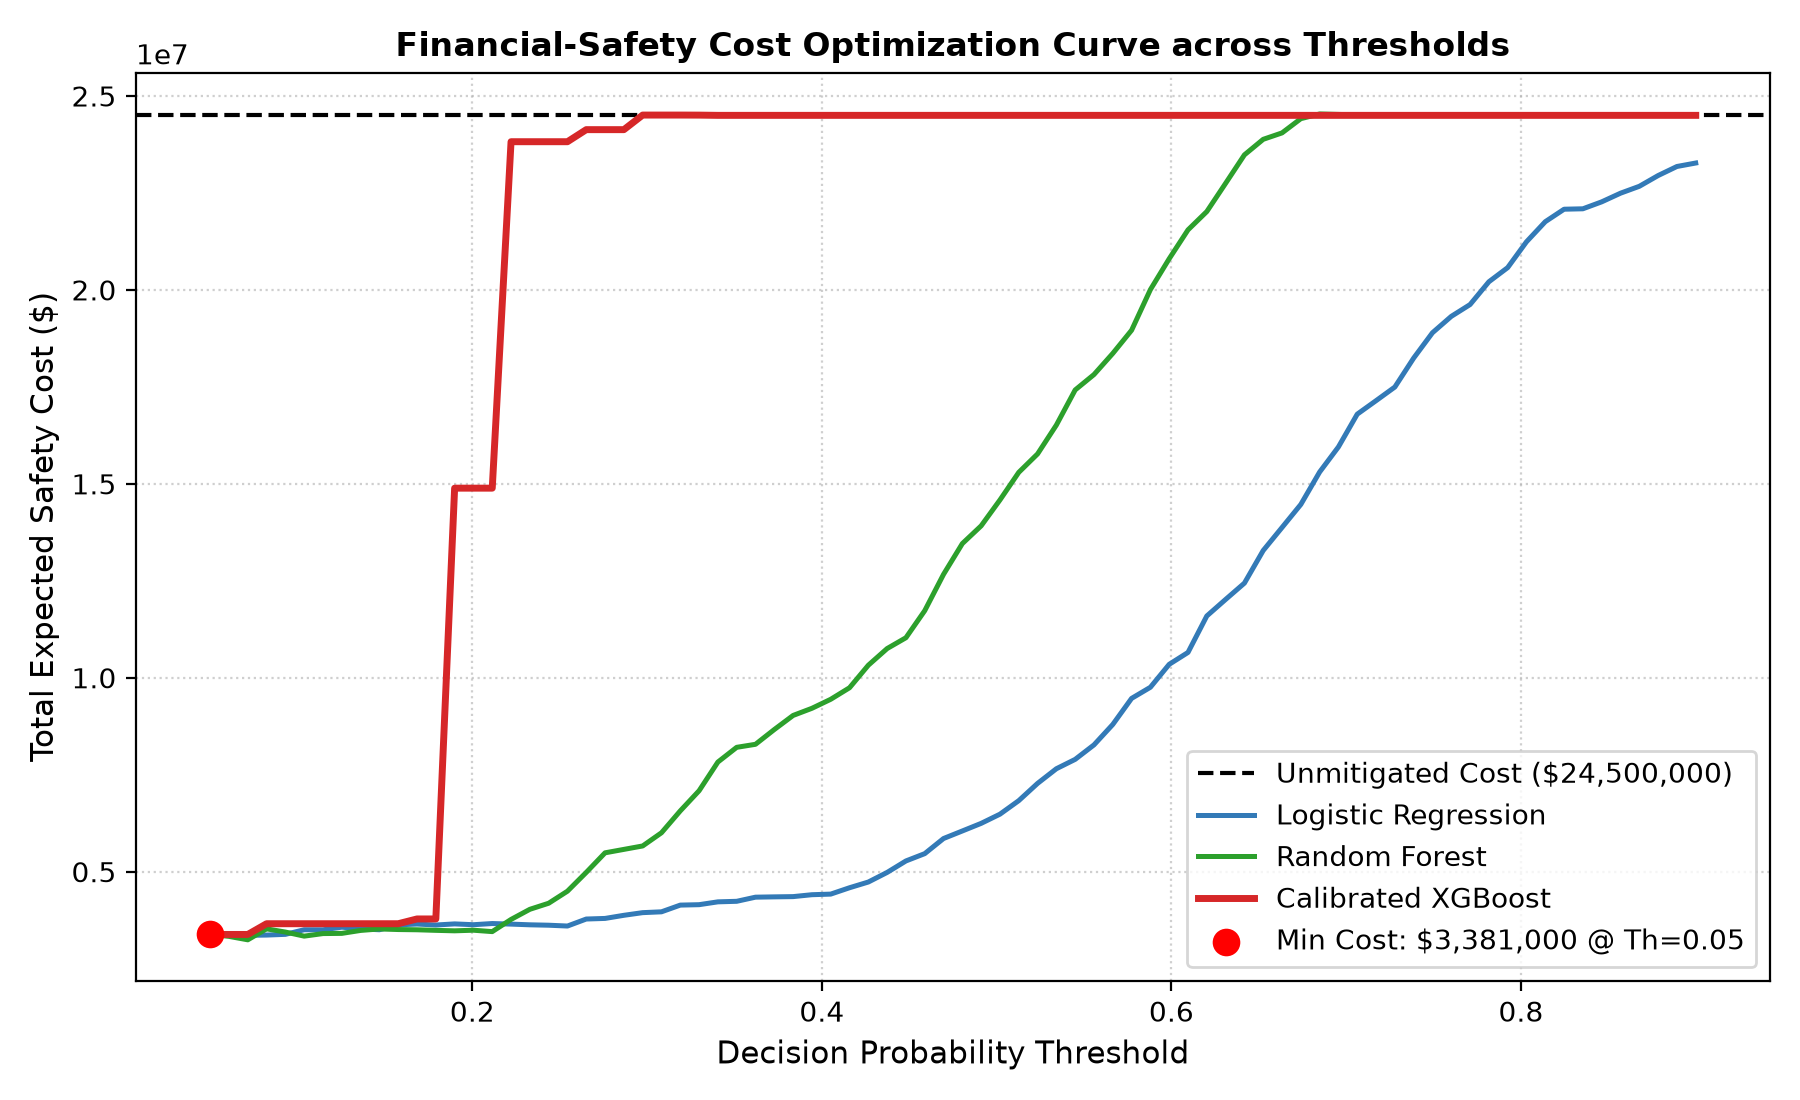 Financial-Safety Cost Optimization Curve across Thresholds
1e7
2.5
2.0
1.5
1.0
0.5
Total Expected Safety Cost ($)
Unmitigated Cost ($24,500,000)
Logistic Regression
Random Forest
Calibrated XGBoost
Min Cost: $3,381,000 @ Th=0.05
0.2 0.4 0.6 0.8
Decision Probability Threshold